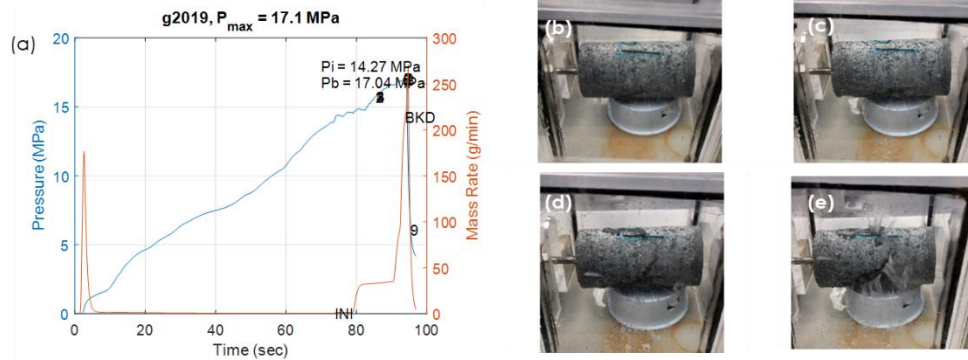 g2019, P_max = 17.1 MPa
(a)
20
15
10
5
0
Pressure (MPa)
300
250
200
150
100
50
0
Mass Rate (g/min)
Pi = 14.27 MPa
Pb = 17.04 MPa
BKD
9
INI
0 20 40 60 80 100
Time (sec)
(b)
(c)
(d)
(e)